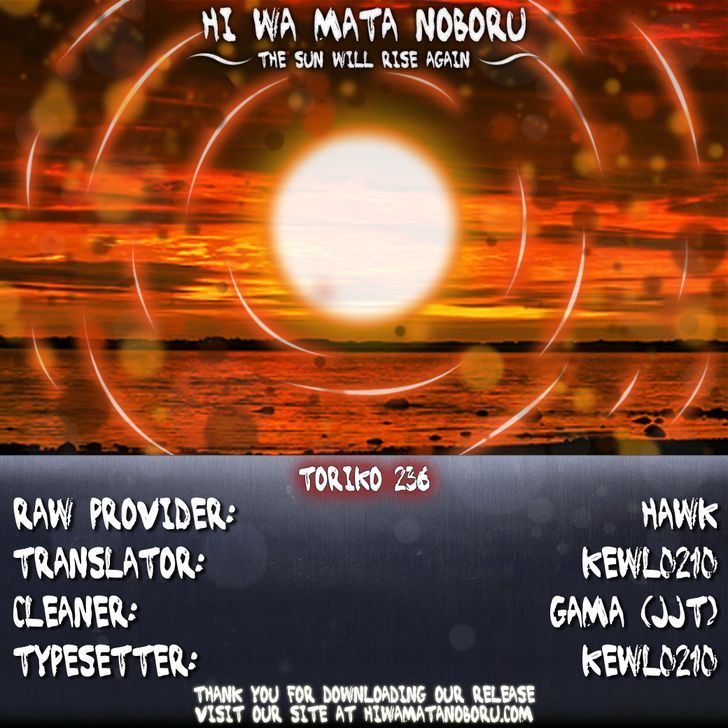 HI WA MATA NOBORU
THE SUN WILL RISE AGAIN
TORIKO 236
RAW PROVIDER: HAWK
TRANSLATOR: KEWL0210
CLEANER: GAMA (JJT)
TYPESETTER: KEWL0210
THANK YOU FOR DOWNLOADING OUR RELEASE
VISIT OUR SITE AT HIWAMATANOBORU.COM